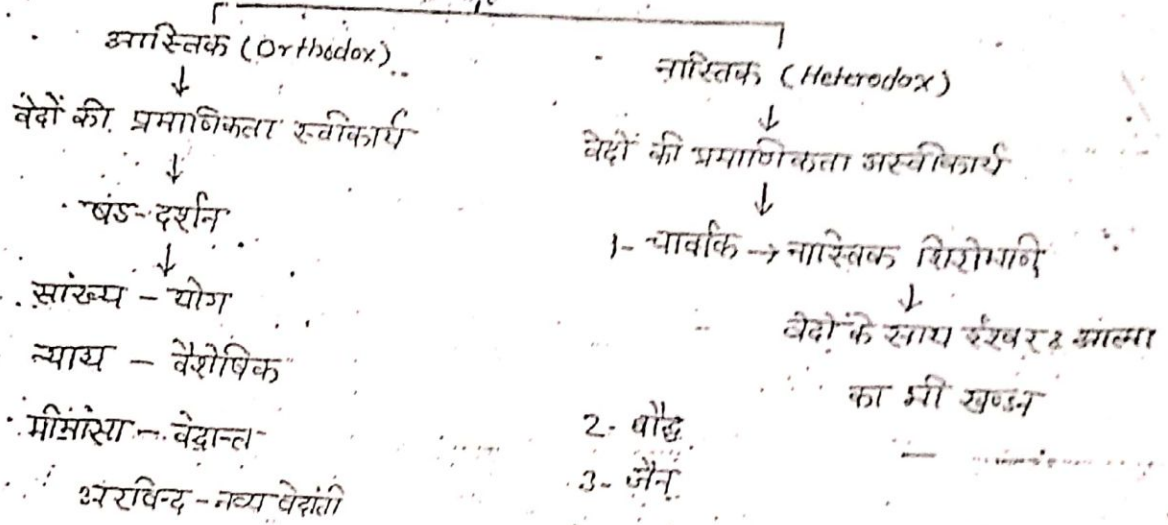 आस्तिक (Orthodox)
↓
वेदों की प्रमाणिकता स्वीकार्य
↓
षड-दर्शन
↓
सांख्य - योग
न्याय - वैशेषिक
मीमांसा - वेदान्त
अरविन्द - नव्य वेदांती
नास्तिक (Heterodox)
↓
वेदों की प्रमाणिकता अस्वीकार्य
↓
1- चार्वाक → नास्तिक शिरोमणि
↓
वेदों के साथ ईश्वर & आत्मा
का भी खण्डन
2- बौद्ध
3- जैन